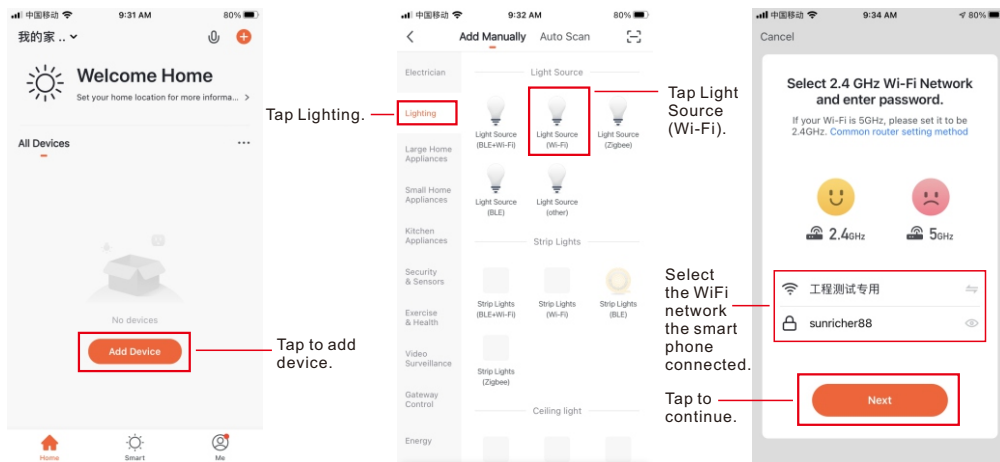 中国移动
9:31 AM
80%
我的家 ..
Welcome Home
Set your home location for more informa... >
All Devices
...
No devices
Add Device
Home
Smart
Me
Tap to add
device.
Tap Lighting.
中国移动
9:32 AM
80%
Add Manually
Auto Scan
Electrician
Lighting
Large Home
Appliances
Small Home
Appliances
Kitchen
Appliances
Security
& Sensors
Exercise
& Health
Video
Surveillance
Gateway
Control
Energy
Light Source
Light Source
(BLE+Wi-Fi)
Light Source
(Wi-Fi)
Light Source
(Zigbee)
Light Source
(BLE)
Light Source
(other)
Strip Lights
Strip Lights
(BLE+Wi-Fi)
Strip Lights
(Wi-Fi)
Strip Lights
(BLE)
Strip Lights
(Zigbee)
Ceiling light
Tap Light
Source
(Wi-Fi).
Select
the WiFi
network
the smart
phone
connected.
Tap to
continue.
中国移动
9:34 AM
80%
Cancel
Select 2.4 GHz Wi-Fi Network
and enter password.
If your Wi-Fi is 5GHz, please set it to be
2.4GHz. Common router setting method
2.4GHz
5GHz
工程测试专用
sunricher88
Next